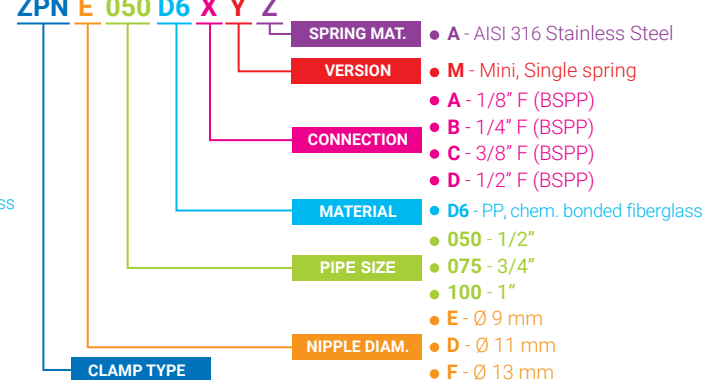 ZPN E 050 D6 X Y Z
SPRING MAT.
A - AISI 316 Stainless Steel
VERSION
M - Mini, Single spring
CONNECTION
A - 1/8” F (BSPP)
B - 1/4” F (BSPP)
C - 3/8” F (BSPP)
D - 1/2” F (BSPP)
ss
MATERIAL
D6 - PP, chem. bonded fiberglass
PIPE SIZE
050 - 1/2”
075 - 3/4”
100 - 1”
NIPPLE DIAM.
E - Ø 9 mm
D - Ø 11 mm
F - Ø 13 mm
CLAMP TYPE